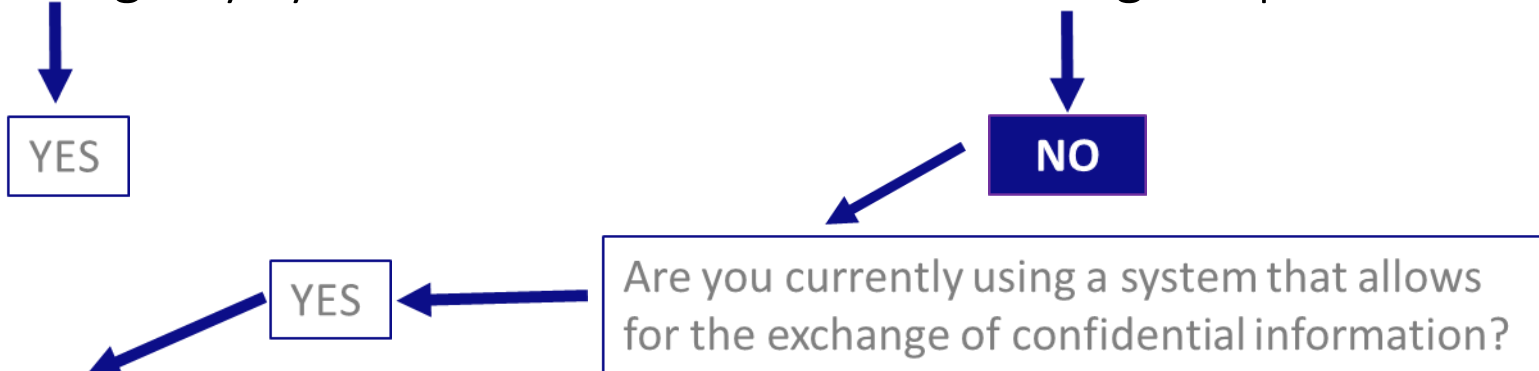 YES
NO
YES
Are you currently using a system that allows
for the exchange of confidential information?